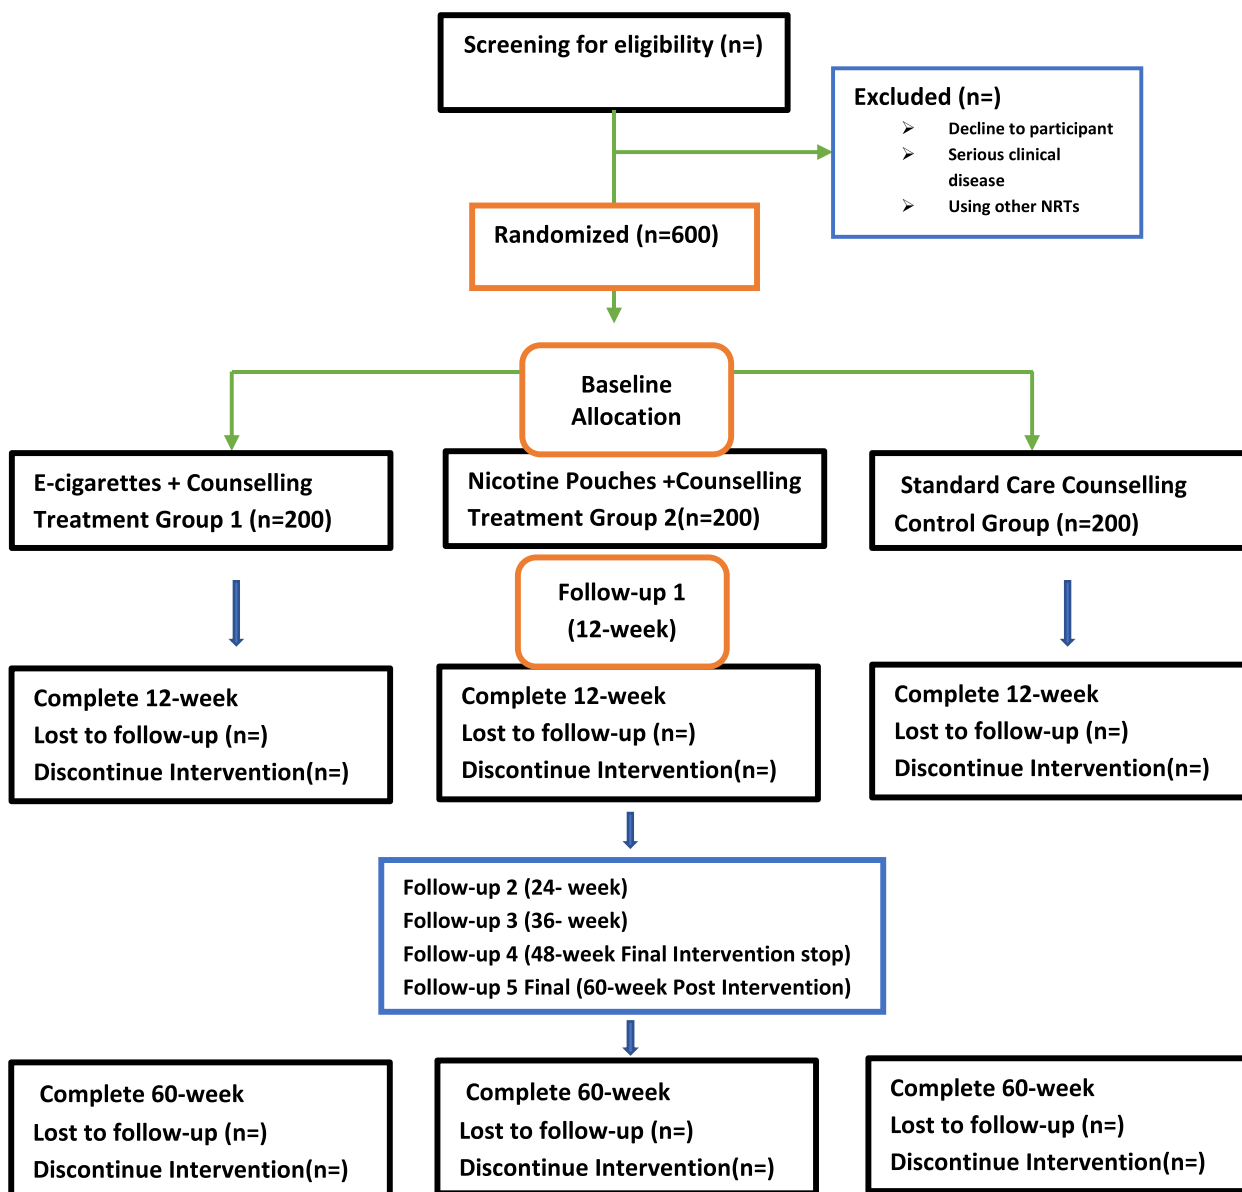 Screening for eligibility (n=)
Excluded (n=)
➢ Decline to participant
➢ Serious clinical
disease
➢ Using other NRTs
Randomized (n=600)
Baseline
Allocation
E-cigarettes + Counselling
Treatment Group 1 (n=200)
Nicotine Pouches +Counselling
Treatment Group 2(n=200)
Standard Care Counselling
Control Group (n=200)
Follow-up 1
(12-week)
Complete 12-week
Lost to follow-up (n=)
Discontinue Intervention(n=)
Complete 12-week
Lost to follow-up (n=)
Discontinue Intervention(n=)
Complete 12-week
Lost to follow-up (n=)
Discontinue Intervention(n=)
Follow-up 2 (24- week)
Follow-up 3 (36- week)
Follow-up 4 (48-week Final Intervention stop)
Follow-up 5 Final (60-week Post Intervention)
Complete 60-week
Lost to follow-up (n=)
Discontinue Intervention(n=)
Complete 60-week
Lost to follow-up (n=)
Discontinue Intervention(n=)
Complete 60-week
Lost to follow-up (n=)
Discontinue Intervention(n=)